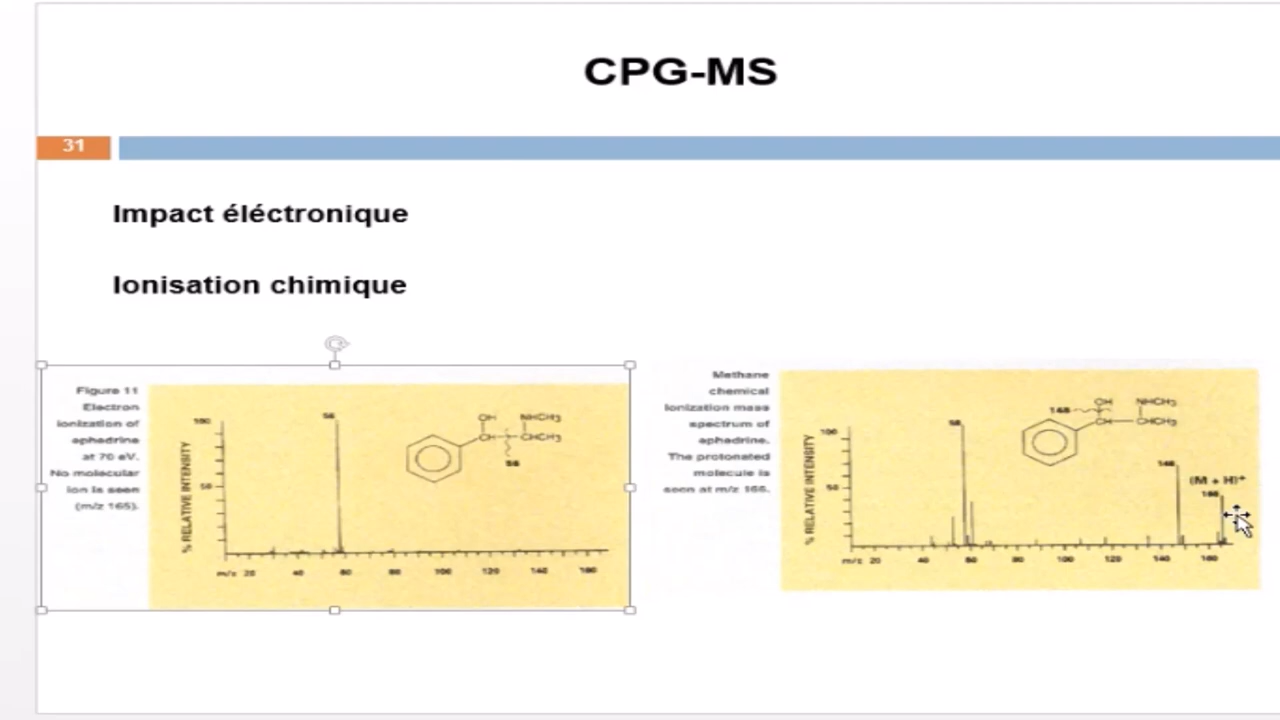 CPG-MS
31
Impact éléctronique
Ionisation chimique
Figure 11
Electron
ionization of
ephedrine
at 70 eV.
No molecular
ion is seen
(m/z 165).
% RELATIVE INTENSITY
100
50
OH
NHCH3
CH
CHCH3
m/z 20 40 60 80 100 120 140 160
Methane
chemical
ionization mass
spectrum of
ephedrine.
The protonated
molecule is
seen at m/z 166.
% RELATIVE INTENSITY
100
50
148
OH
NHCH3
CH
CHCH3
148
(M + H)+
166
m/z 20 40 60 80 100 120 140 160